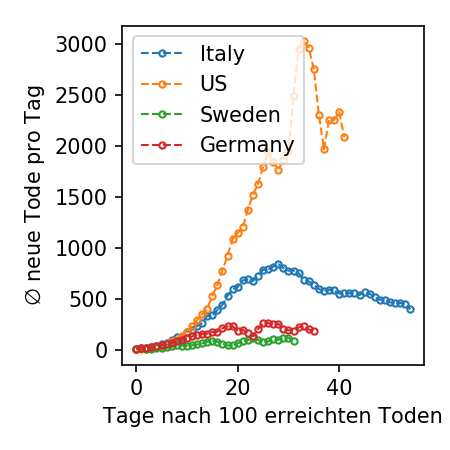 3000
2500
2000
1500
1000
500
0
∅ neue Tode pro Tag
Italy
US
Sweden
Germany
0 20 40
Tage nach 100 erreichten Toden